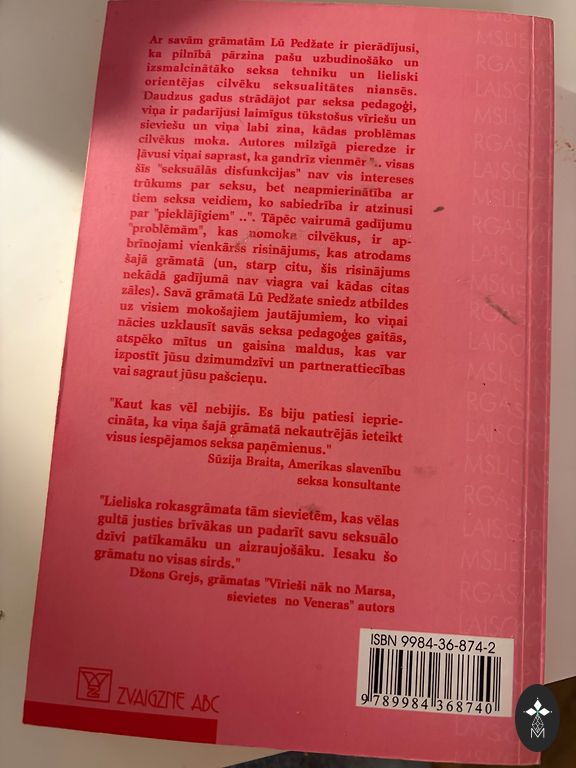 Ar savām grāmatām Lū Pedžate ir pierādījusi,
ka pilnībā pārzina pašu uzbudinošāko un
izsmalcinātāko seksa tehniku un lieliski
orientējas cilvēku seksualitātes niansēs.
Daudzus gadus strādājot par seksa pedagoģi,
viņa ir padarījusi laimīgus tūkstošus vīriešu un
sieviešu un viņa labi zina, kādas problēmas
cilvēkus moka. Autores milzīgā pieredze ir
ļāvusi viņai saprast, ka gandrīz vienmēr ".. visas
šīs "seksuālās disfunkcijas" nav vis intereses
trūkums par seksu, bet neapmierinātība ar
tiem seksa veidiem, ko sabiedrība ir atzinusi
par "pieklājīgiem" ..". Tāpēc vairumā gadījumu
"problēmām", kas nomoka cilvēkus, ir ap-
brīnojami vienkāršs risinājums, kas atrodams
šajā grāmatā (un, starp citu, šis risinājums
nekādā gadījumā nav viagra vai kādas citas
zāles). Savā grāmatā Lū Pedžate sniedz atbildes
uz visiem mokošajiem jautājumiem, ko viņai
nācies uzklausīt savās seksa pedagoģes gaitās,
atspēko mītus un gaisina maldus, kas var
izpostīt jūsu dzimumdzīvi un partnerattiecības
vai sagraut jūsu pašcieņu.
"Kaut kas vēl nebijis. Es biju patiesi ieprie-
cināta, ka viņa šajā grāmatā nekautrējās ieteikt
visus iespējamos seksa paņēmienus."
Sūzija Braita, Amerikas slavenību
seksa konsultante
"Lieliska rokasgrāmata tām sievietēm, kas vēlas
gultā justies brīvākas un padarīt savu seksuālo
dzīvi patīkamāku un aizraujošāku. Iesaku šo
grāmatu no visas sirds."
Džons Grejs, grāmatas "Vīrieši nāk no Marsa,
sievietes no Veneras" autors
ISBN 9984-36-874-2
9 789984 368740
ZVAIGZNE ABC